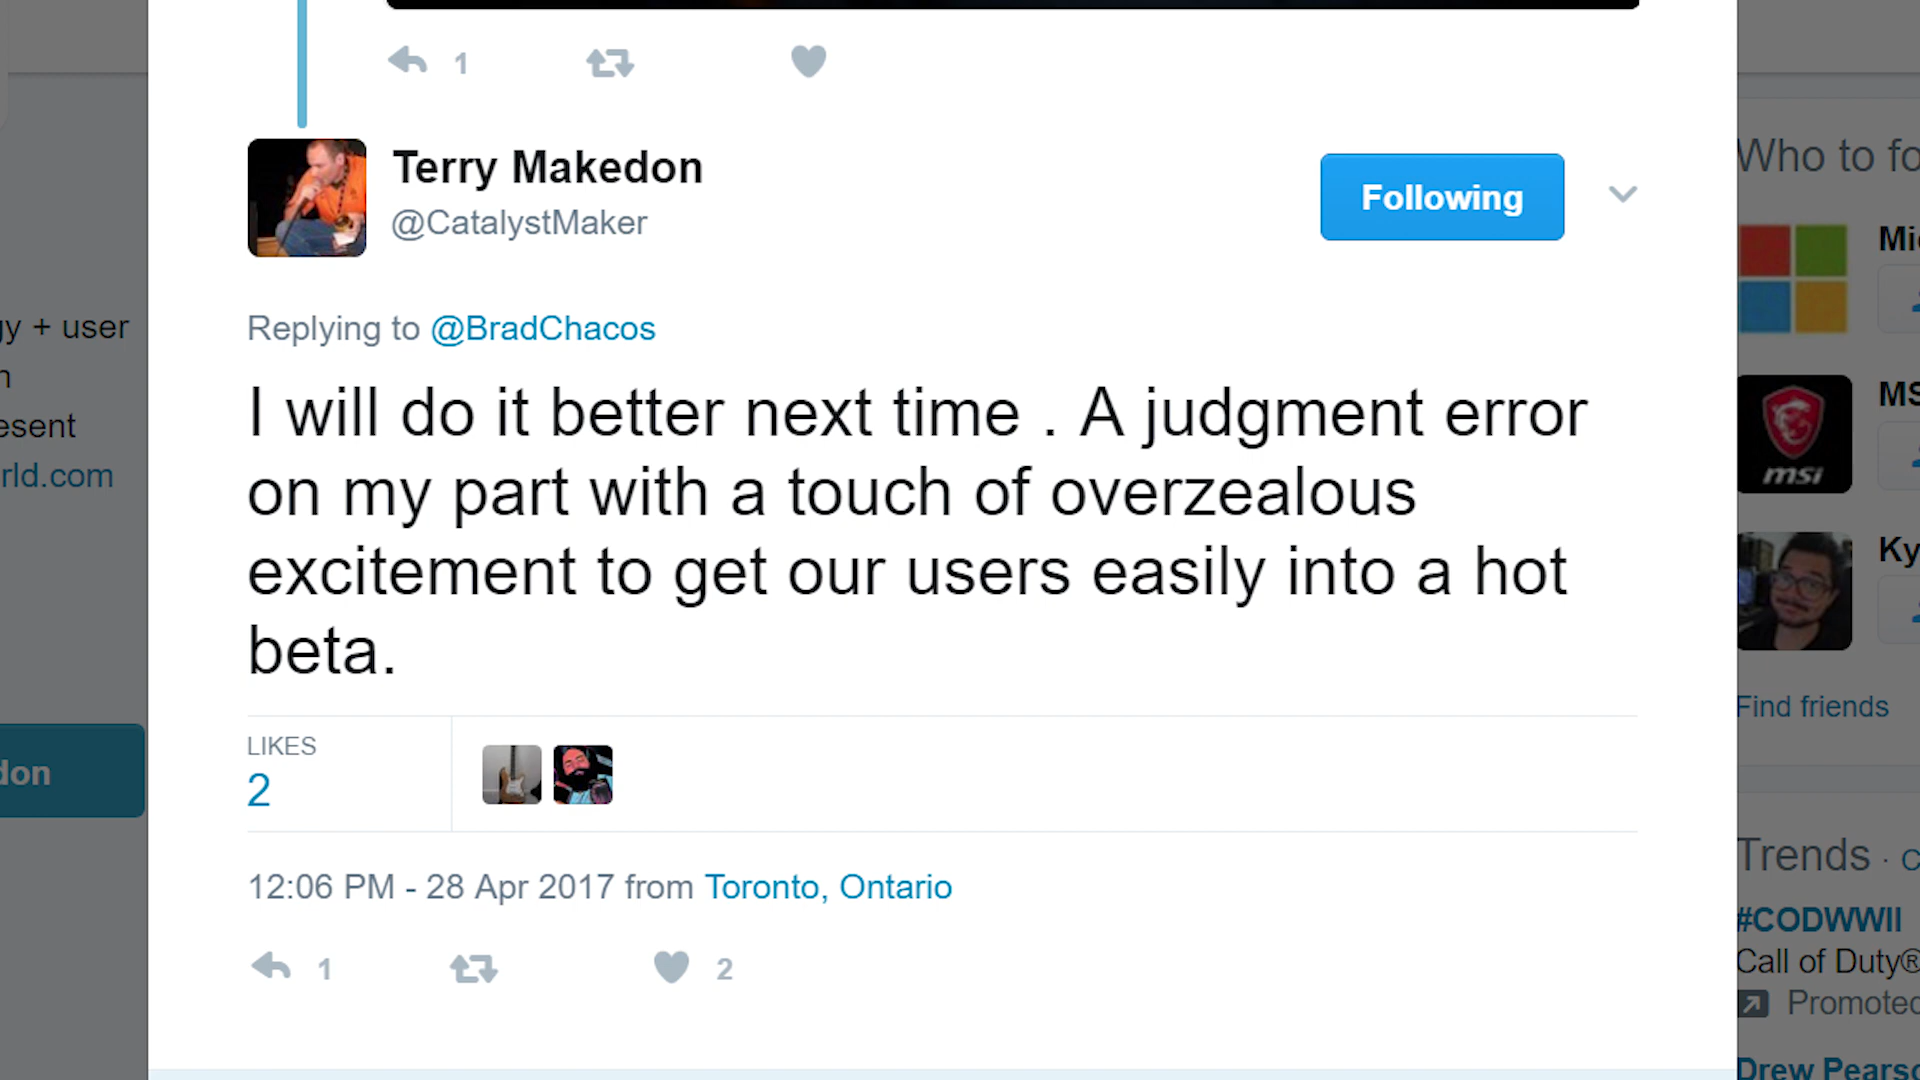 1
Terry Makedon
@CatalystMaker
Following
Replying to @BradChacos
I will do it better next time . A judgment error
on my part with a touch of overzealous
excitement to get our users easily into a hot
beta.
LIKES
2
12:06 PM - 28 Apr 2017 from Toronto, Ontario
1
2
gy + user
n
esent
rld.com
don
Who to fo
Mi
MS
msi
Ky
Find friends
Trends · C
#CODWWII
Call of Duty®
Promoted
Drew Pearso